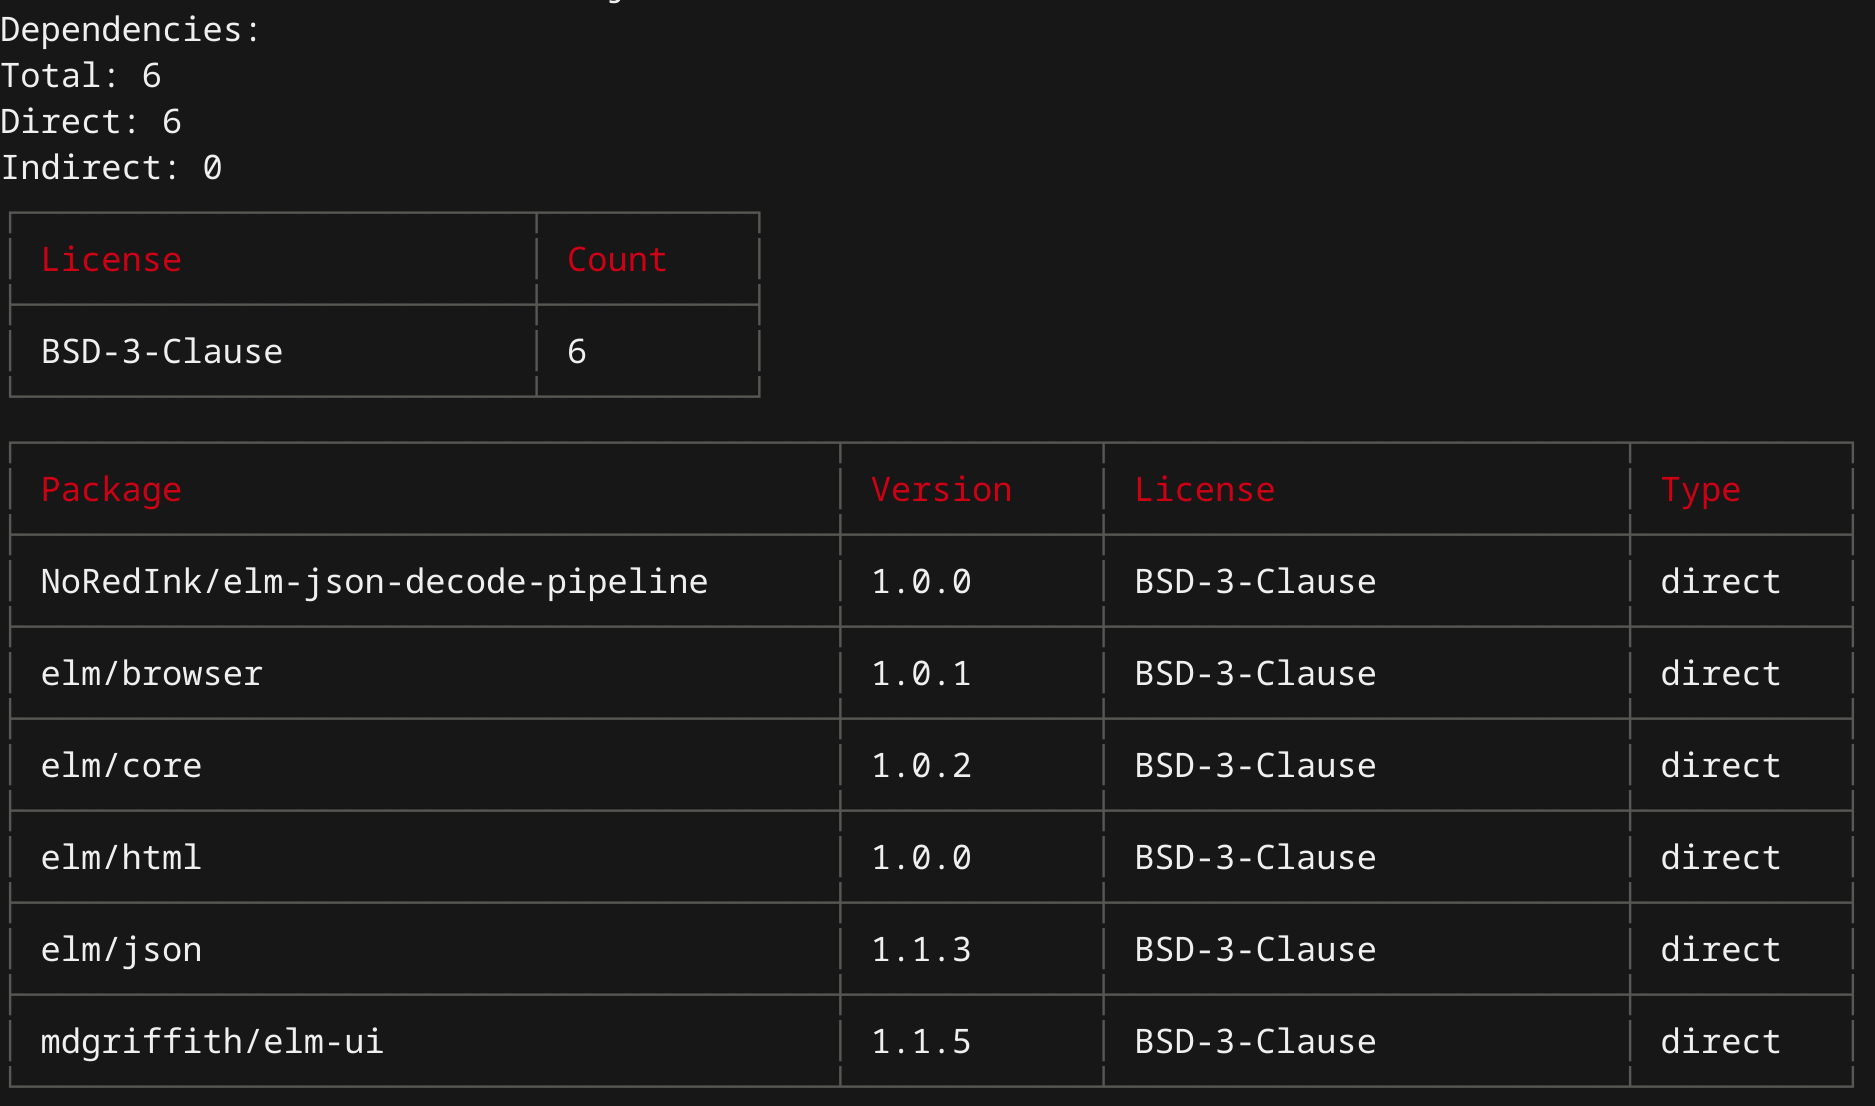 Dependencies:
Total: 6
Direct: 6
Indirect: 0
License Count
BSD-3-Clause 6
Package Version License Type
NoRedInk/elm-json-decode-pipeline 1.0.0 BSD-3-Clause direct
elm/browser 1.0.1 BSD-3-Clause direct
elm/core 1.0.2 BSD-3-Clause direct
elm/html 1.0.0 BSD-3-Clause direct
elm/json 1.1.3 BSD-3-Clause direct
mdgriffith/elm-ui 1.1.5 BSD-3-Clause direct